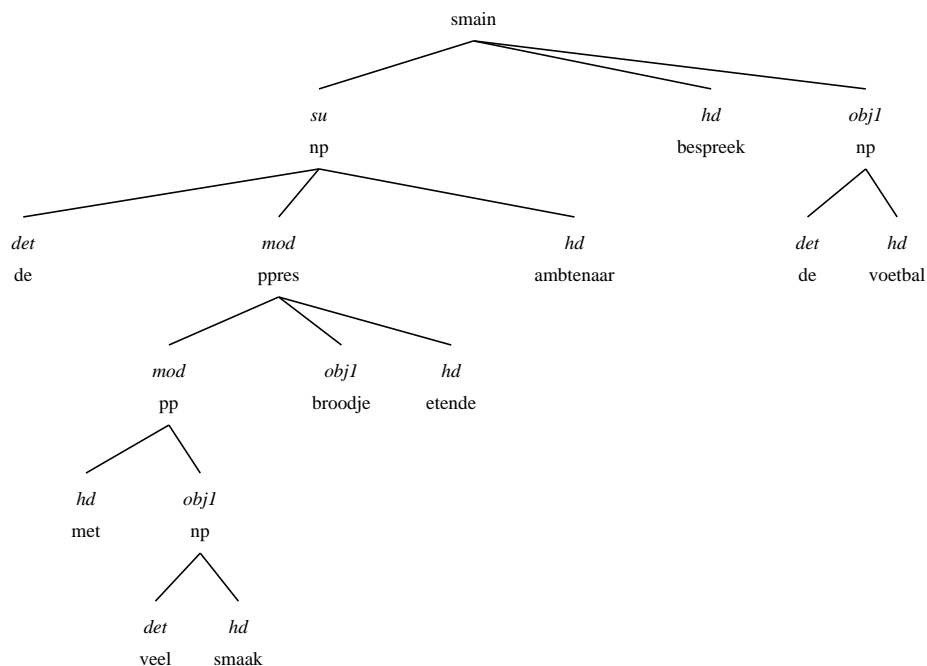 smain
su hd obj1
np bespreek np
det mod hd det hd
de ppres ambtenaar de voetbal
mod obj1 hd
pp broodje etende
hd obj1
met np
det hd
veel smaak